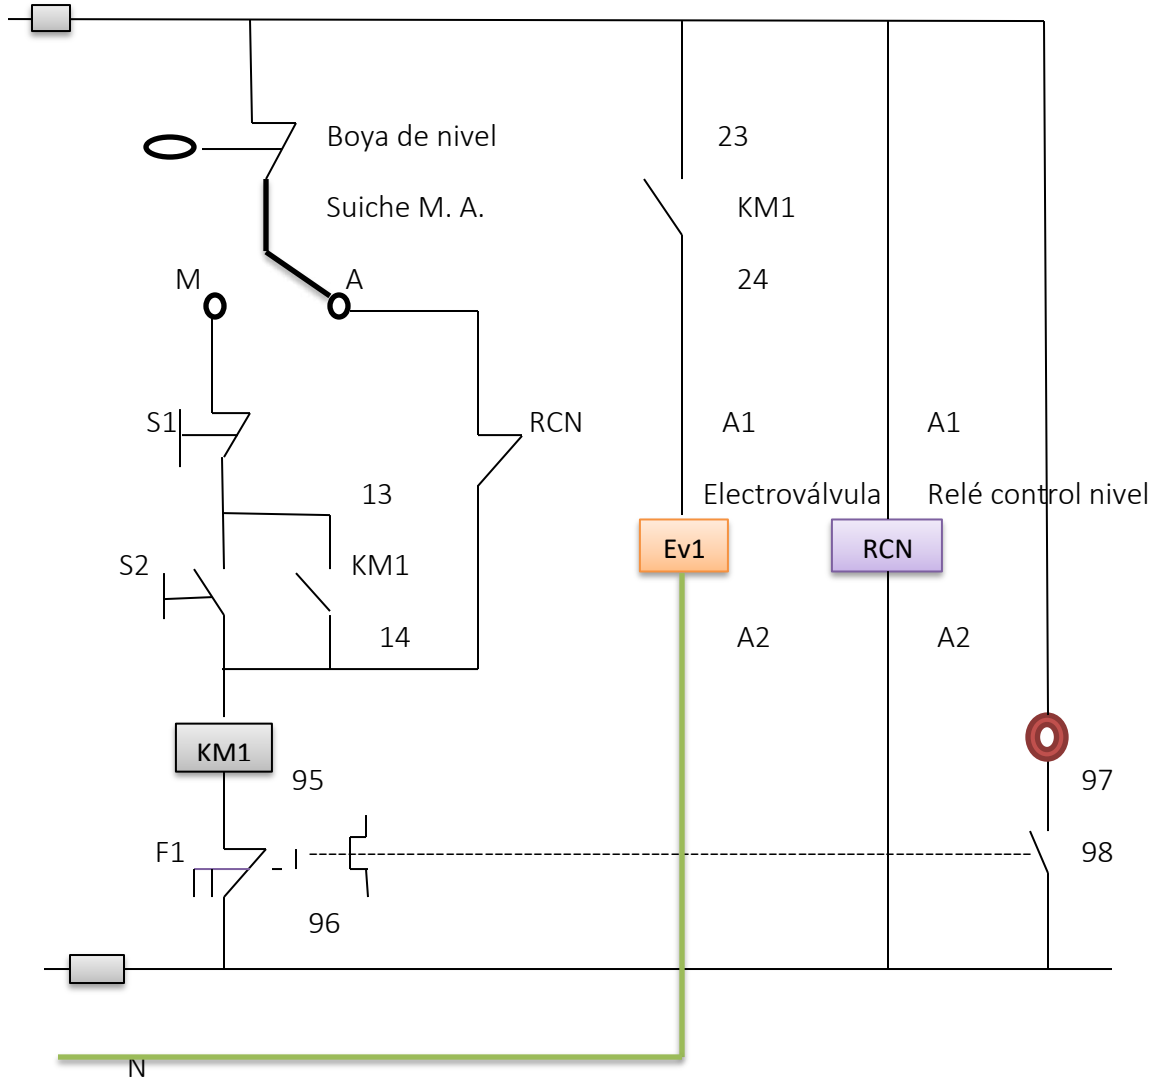 Boya de nivel
23
Suiche M. A.
KM1
M
A
24
S1
RCN
A1
A1
13
Electroválvula
Relé control nivel
Ev1
RCN
S2
KM1
14
A2
A2
KM1
95
97
F1
98
96
N